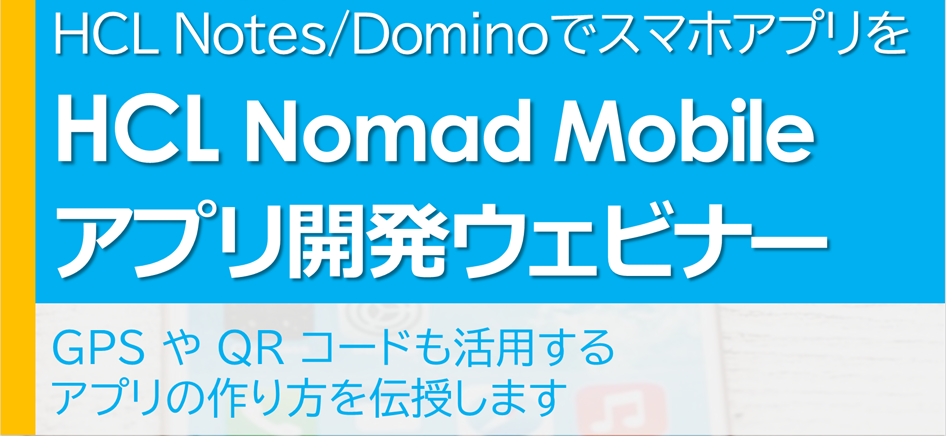 HCL Notes/Dominoでスマホアプリを
HCL Nomad Mobile
アプリ開発ウェビナー
GPS や QR コードも活用する
アプリの作り方を伝授します